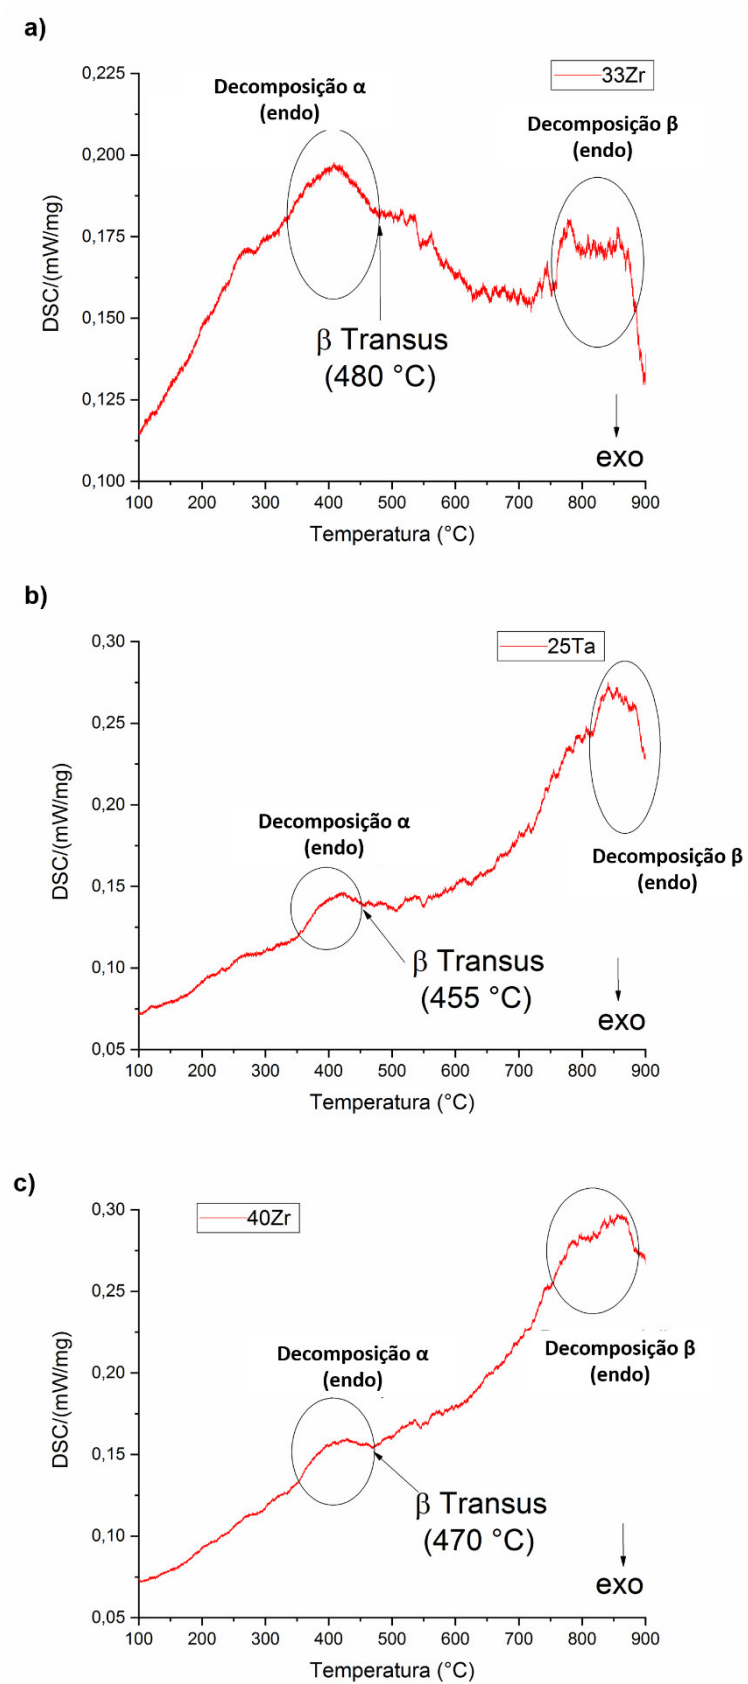 a)
0,225
0,200
0,175
0,150
0,125
0,100
DSC/(mW/mg)
Decomposição α
(endo)
33Zr
Decomposição β
(endo)
β Transus
(480 °C)
exo
100 200 300 400 500 600 700 800 900
Temperatura (°C)
b)
0,30
0,25
0,20
0,15
0,10
0,05
DSC/(mW/mg)
25Ta
Decomposição α
(endo)
Decomposição β
(endo)
β Transus
(455 °C)
exo
100 200 300 400 500 600 700 800 900
Temperatura (°C)
c)
0,30
0,25
0,20
0,15
0,10
0,05
DSC/(mW/mg)
40Zr
Decomposição α
(endo)
Decomposição β
(endo)
β Transus
(470 °C)
exo
100 200 300 400 500 600 700 800 900
Temperatura (°C)